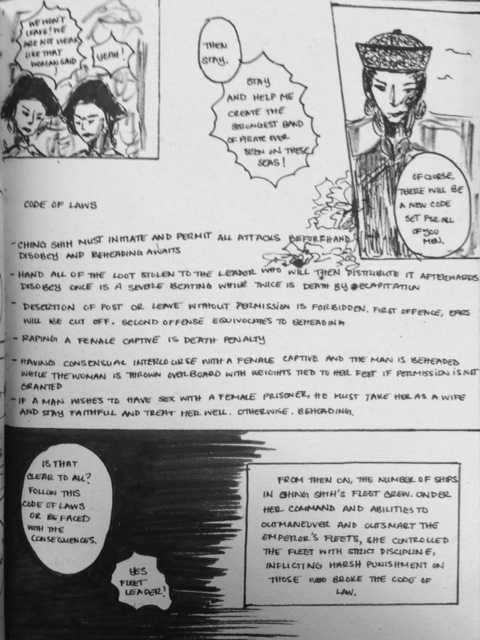 WE WON'T
LEAVE! WE
ARE NOT WEAK
LIKE THAT
WOMAN SAID!
YEAH!
THEN
STAY.
STAY
AND HELP ME
CREATE THE
STRONGEST BAND
OF PIRATE EVER
SEEN ON THESE
SEAS!
OF COURSE,
THERE WILL BE
A NEW CODE
SET FOR ALL
OF YOU
MEN.
CODE OF LAWS
- CHING SHIH MUST INITIATE AND PERMIT ALL ATTACKS BEFOREHAND.
DISOBEY AND BEHEADING AWAITS
- HAND ALL OF THE LOOT STOLEN TO THE LEADER WHO WILL THEN DISTRIBUTE IT AFTERWARDS
DISOBEY ONCE IS A SEVERE BEATING WHILE TWICE IS DEATH BY DECAPITATION
- DESERTION OF POST OR LEAVE WITHOUT PERMISSION IS FORBIDDEN. FIRST OFFENCE, EARS
WILL BE CUT OFF. SECOND OFFENSE EQUIVOCATES TO BEHEADING
- RAPING A FEMALE CAPTIVE IS DEATH PENALTY
- HAVING CONSENSUAL INTERCOURSE WITH A FEMALE CAPTIVE AND THE MAN IS BEHEADED
WHILE THE WOMAN IS THROWN OVERBOARD WITH WEIGHTS TIED TO HER FEET IF PERMISSION IS NOT
GRANTED
- IF A MAN WISHES TO HAVE SEX WITH A FEMALE PRISONER, HE MUST TAKE HER AS A WIFE
AND STAY FAITHFUL AND TREAT HER WELL. OTHERWISE, BEHEADING.
IS THAT
CLEAR TO ALL?
FOLLOW THIS
CODE OF LAWS
OR BE FACED
WITH THE
CONSEQUENCES.
YES
FLEET
LEADER!
FROM THEN ON, THE NUMBER OF SHIPS
IN CHING SHIH'S FLEET GREW. UNDER
HER COMMAND AND ABILITIES TO
OUTMANEUVER AND OUTSMART THE
EMPEROR'S FLEETS, SHE CONTROLLED
THE FLEET WITH STRICT DISCIPLINE,
INFLICTING HARSH PUNISHMENT ON
THOSE WHO BROKE THE CODE OF
LAW.